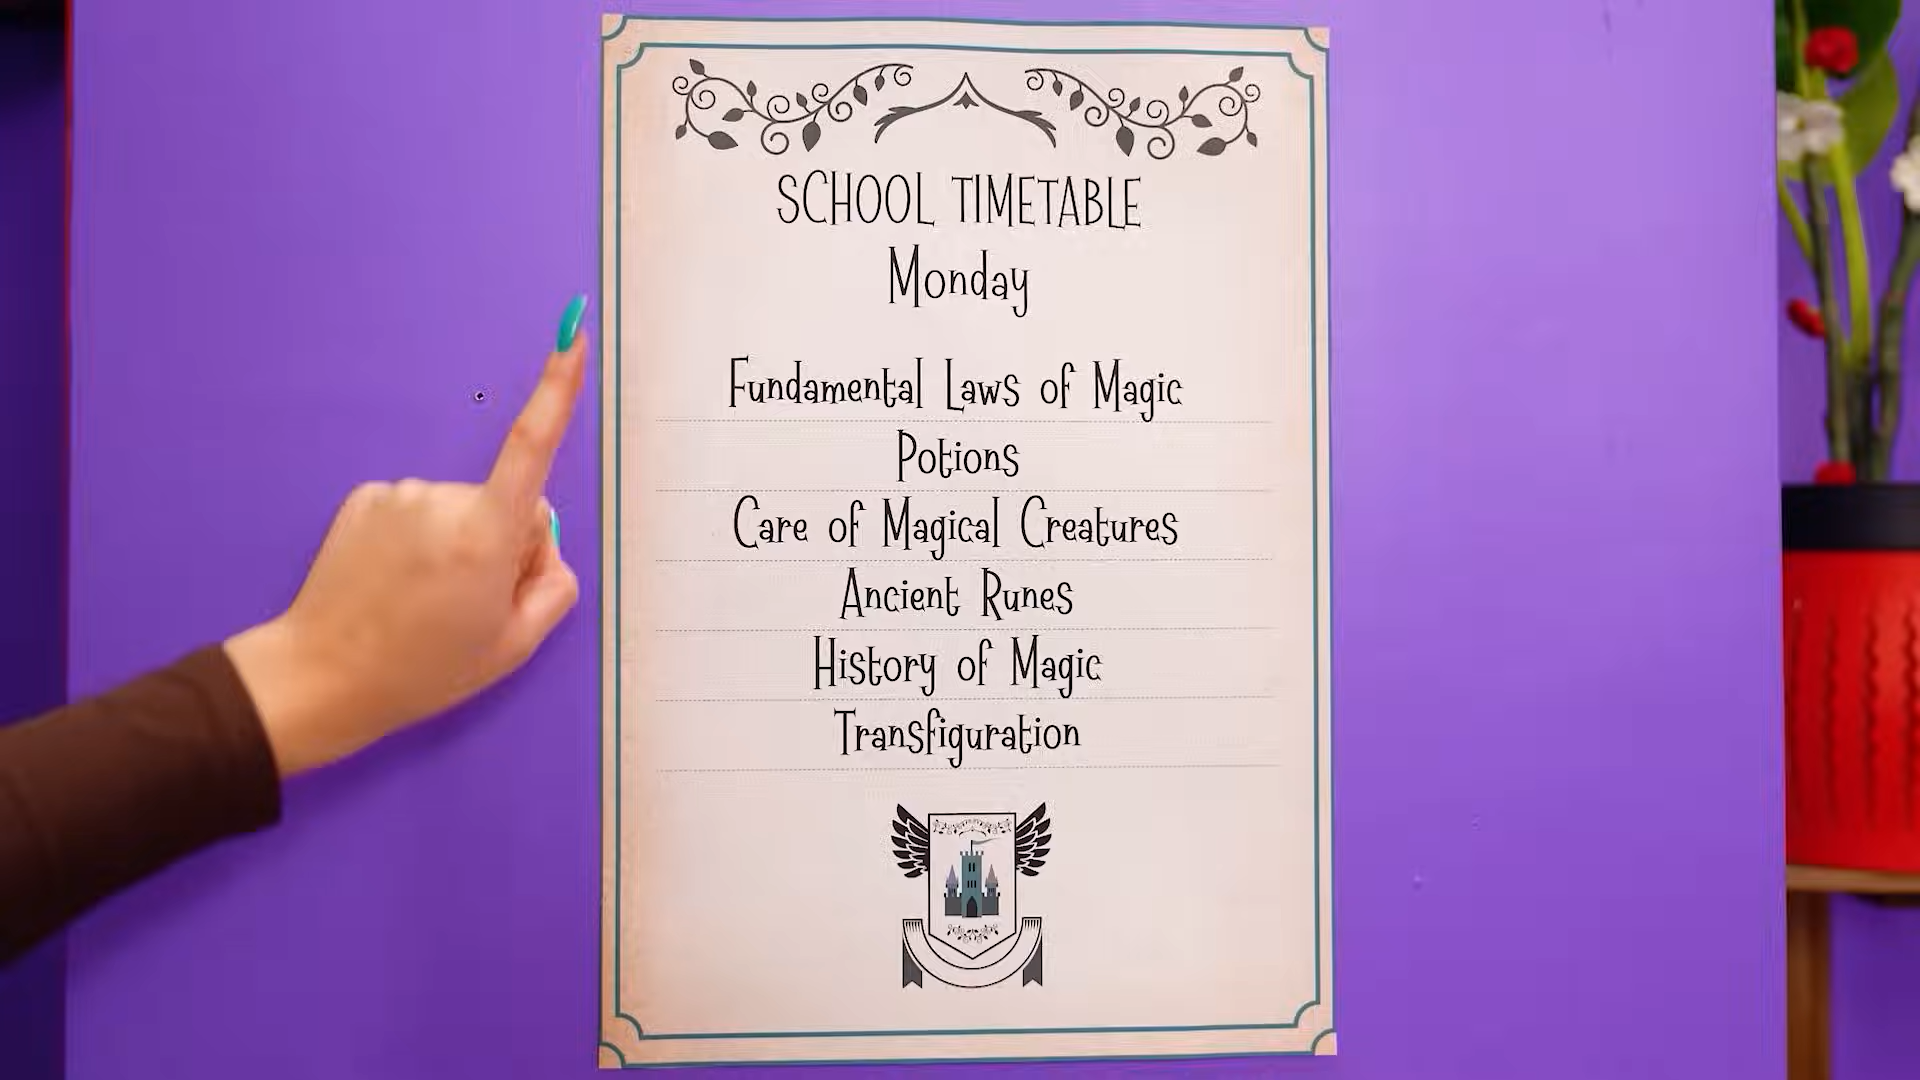 SCHOOL TIMETABLE
Monday
Fundamental Laws of Magic
Potions
Care of Magical Creatures
Ancient Runes
History of Magic
Transfiguration